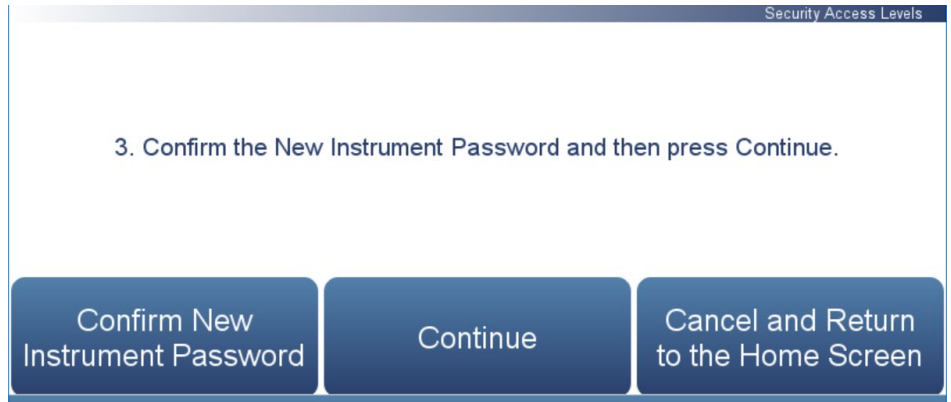 Security Access Levels
3. Confirm the New Instrument Password and then press Continue.
Confirm New
Instrument Password
Continue
Cancel and Return
to the Home Screen